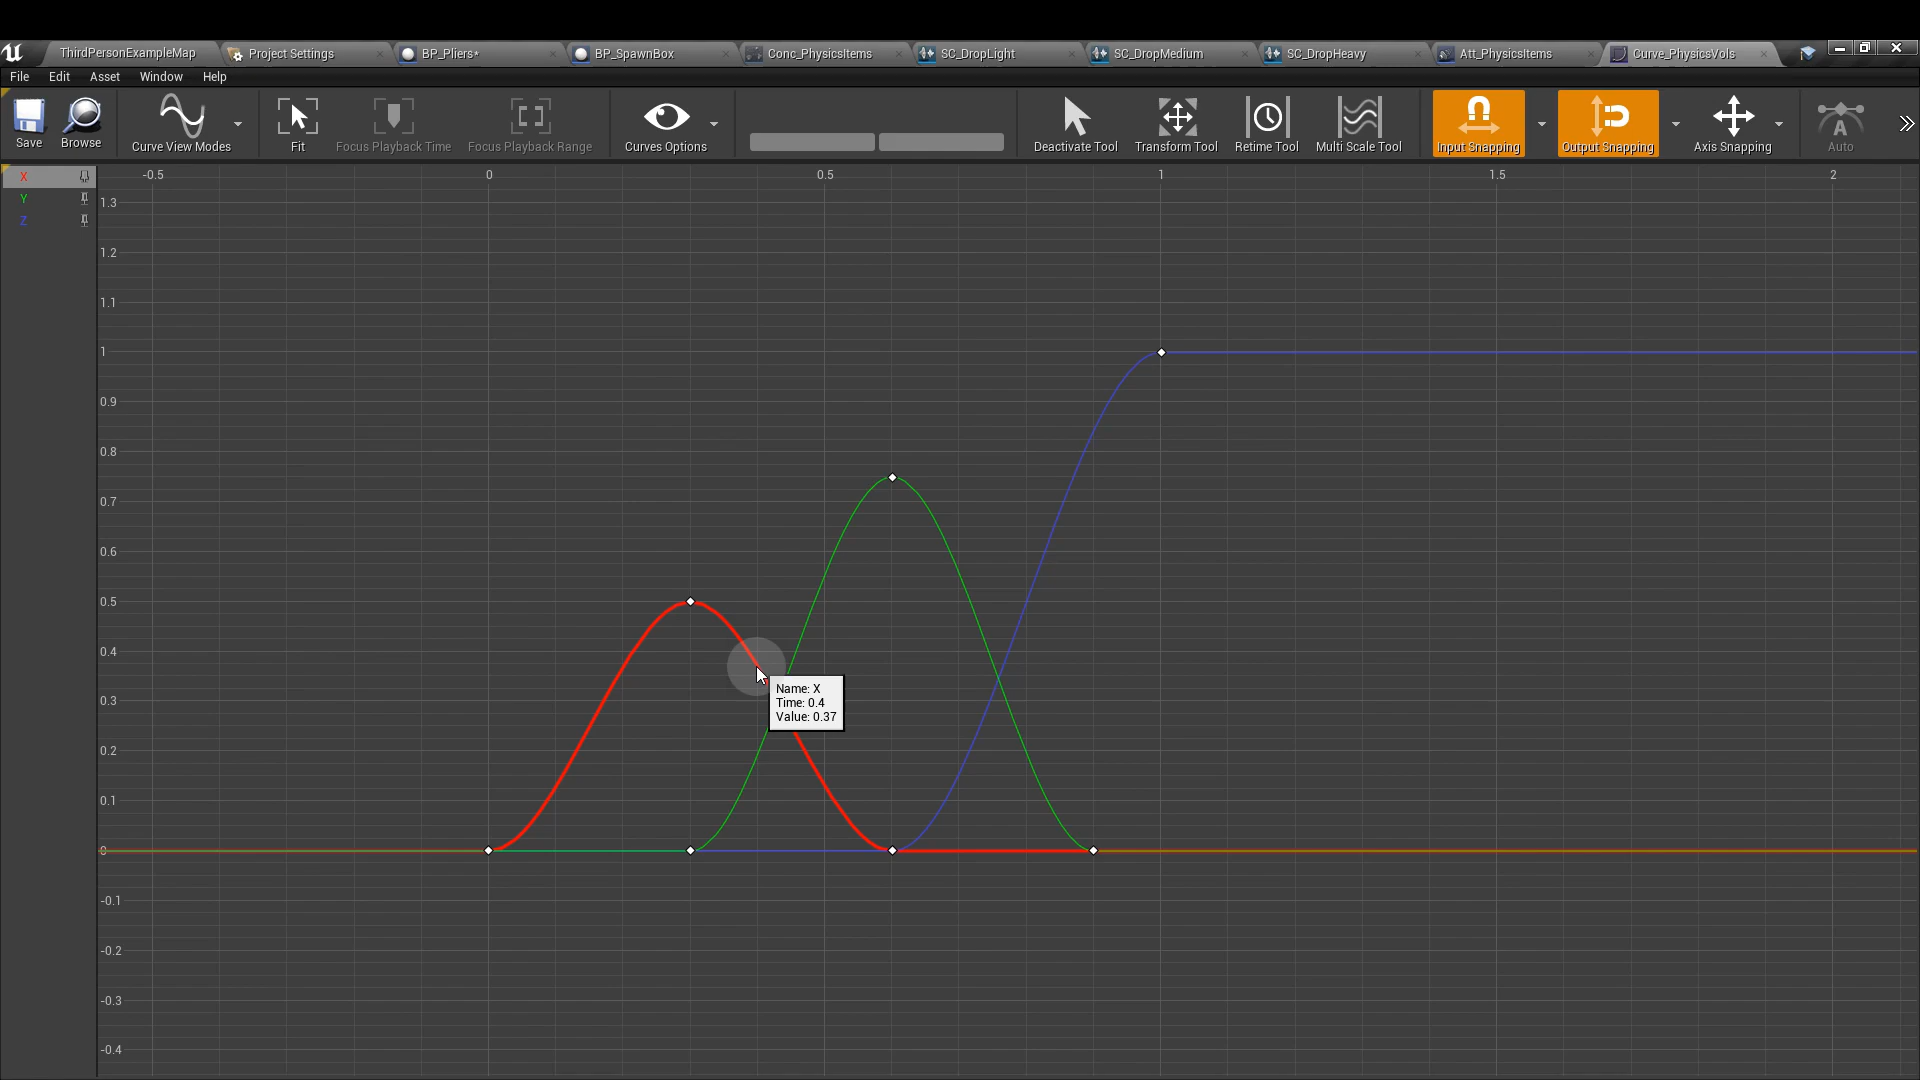 ThirdPersonExampleMap Project Settings BP_Pliers* BP_SpawnBox Conc_PhysicsItems SC_DropLight SC_DropMedium SC_DropHeavy Att_PhysicsItems Curve_PhysicsVols
File Edit Asset Window Help
Save Browse Curve View Modes Fit Focus Playback Time Focus Playback Range Curves Options Deactivate Tool Transform Tool Retime Tool Multi Scale Tool Input Snapping Output Snapping Axis Snapping Auto
X
Y
Z
-0.5 0 0.5 1 1.5 2
1.3
1.2
1.1
1
0.9
0.8
0.7
0.6
0.5
0.4
0.3
0.2
0.1
0
-0.1
-0.2
-0.3
-0.4
Name: X
Time: 0.4
Value: 0.37